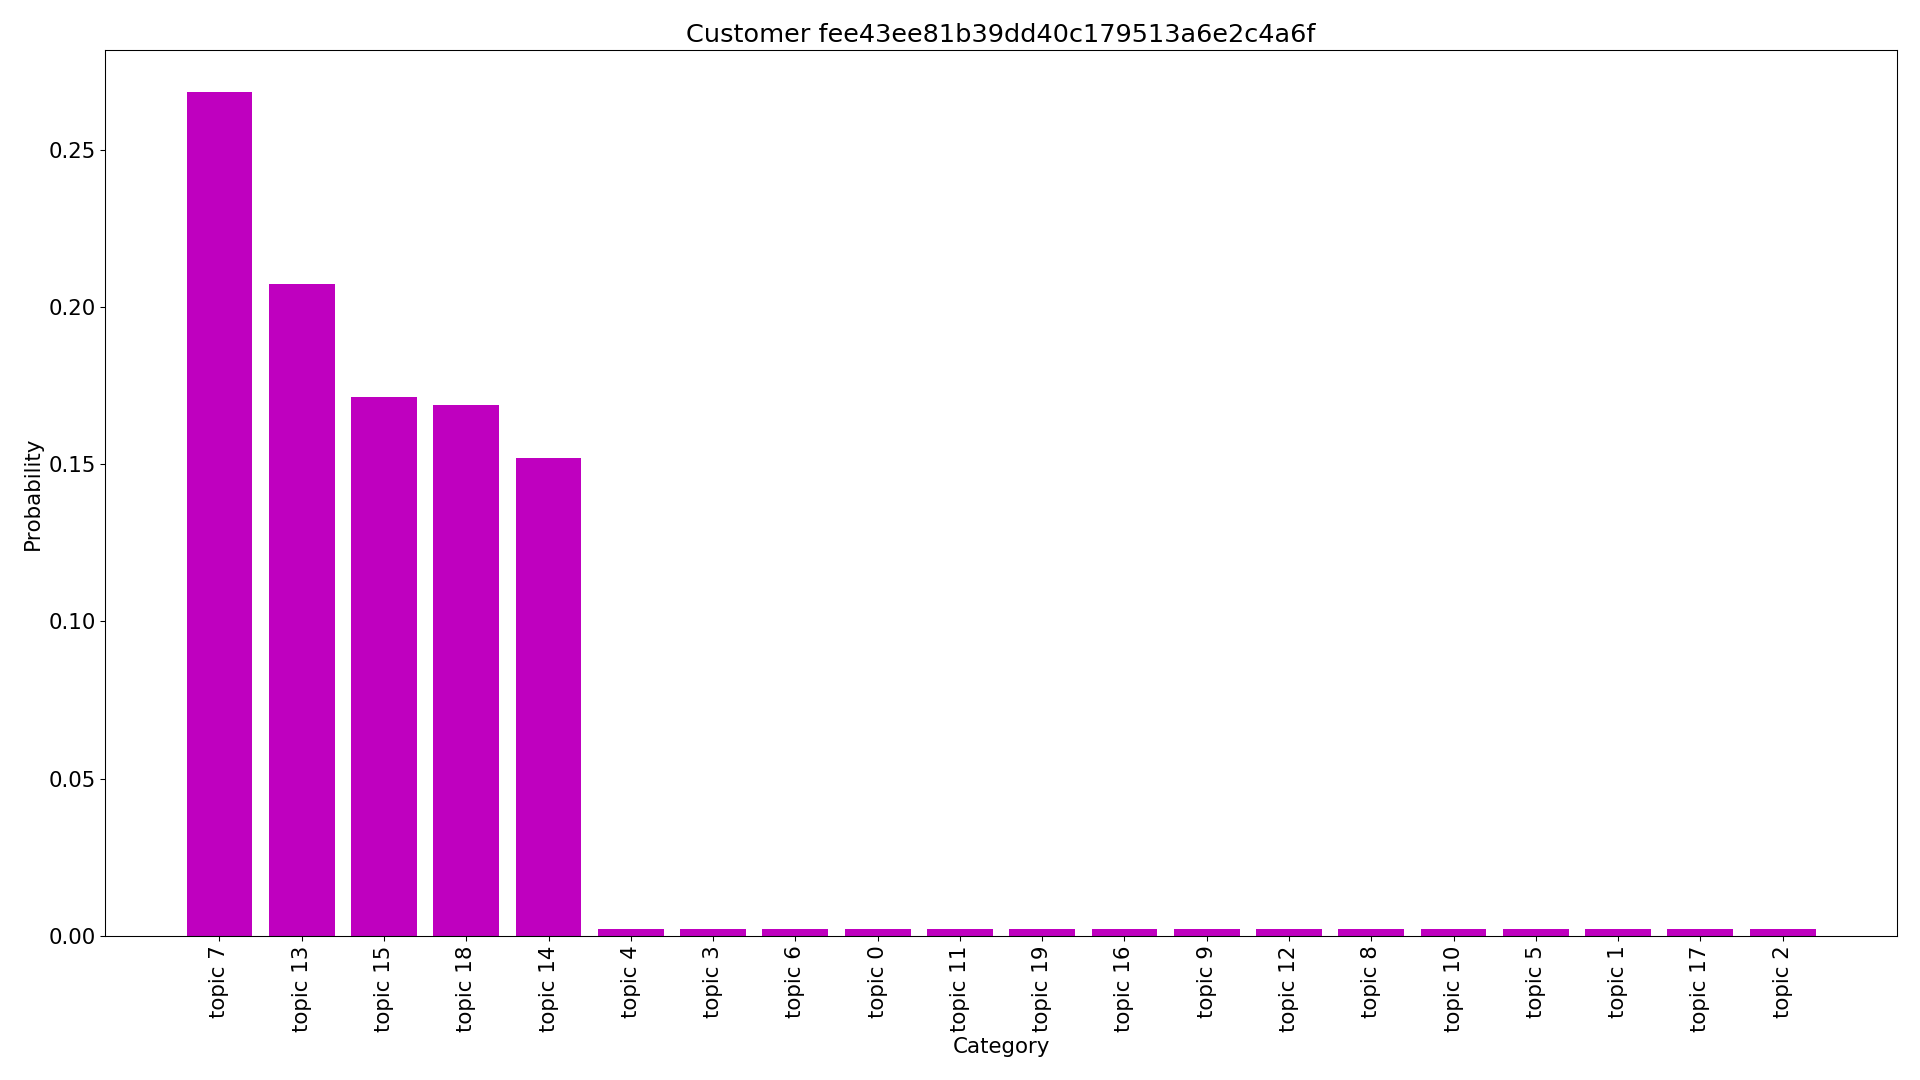 Customer fee43ee81b39dd40c179513a6e2c4a6f
Probability
0.25
0.20
0.15
0.10
0.05
0.00
topic 7
topic 13
topic 15
topic 18
topic 14
topic 4
topic 3
topic 6
topic 0
topic 11
topic 19
topic 16
topic 9
topic 12
topic 8
topic 10
topic 5
topic 1
topic 17
topic 2
Category